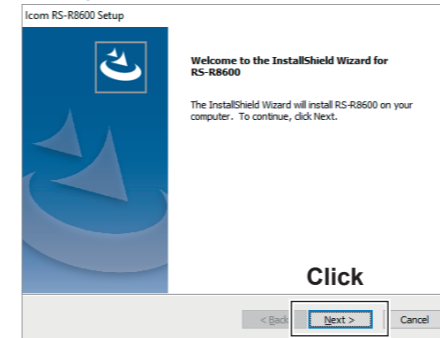 Icom RS-R8600 Setup
Welcome to the InstallShield Wizard for
RS-R8600
The InstallShield Wizard will install RS-R8600 on your
computer. To continue, click Next.
Click
< Back
Next >
Cancel